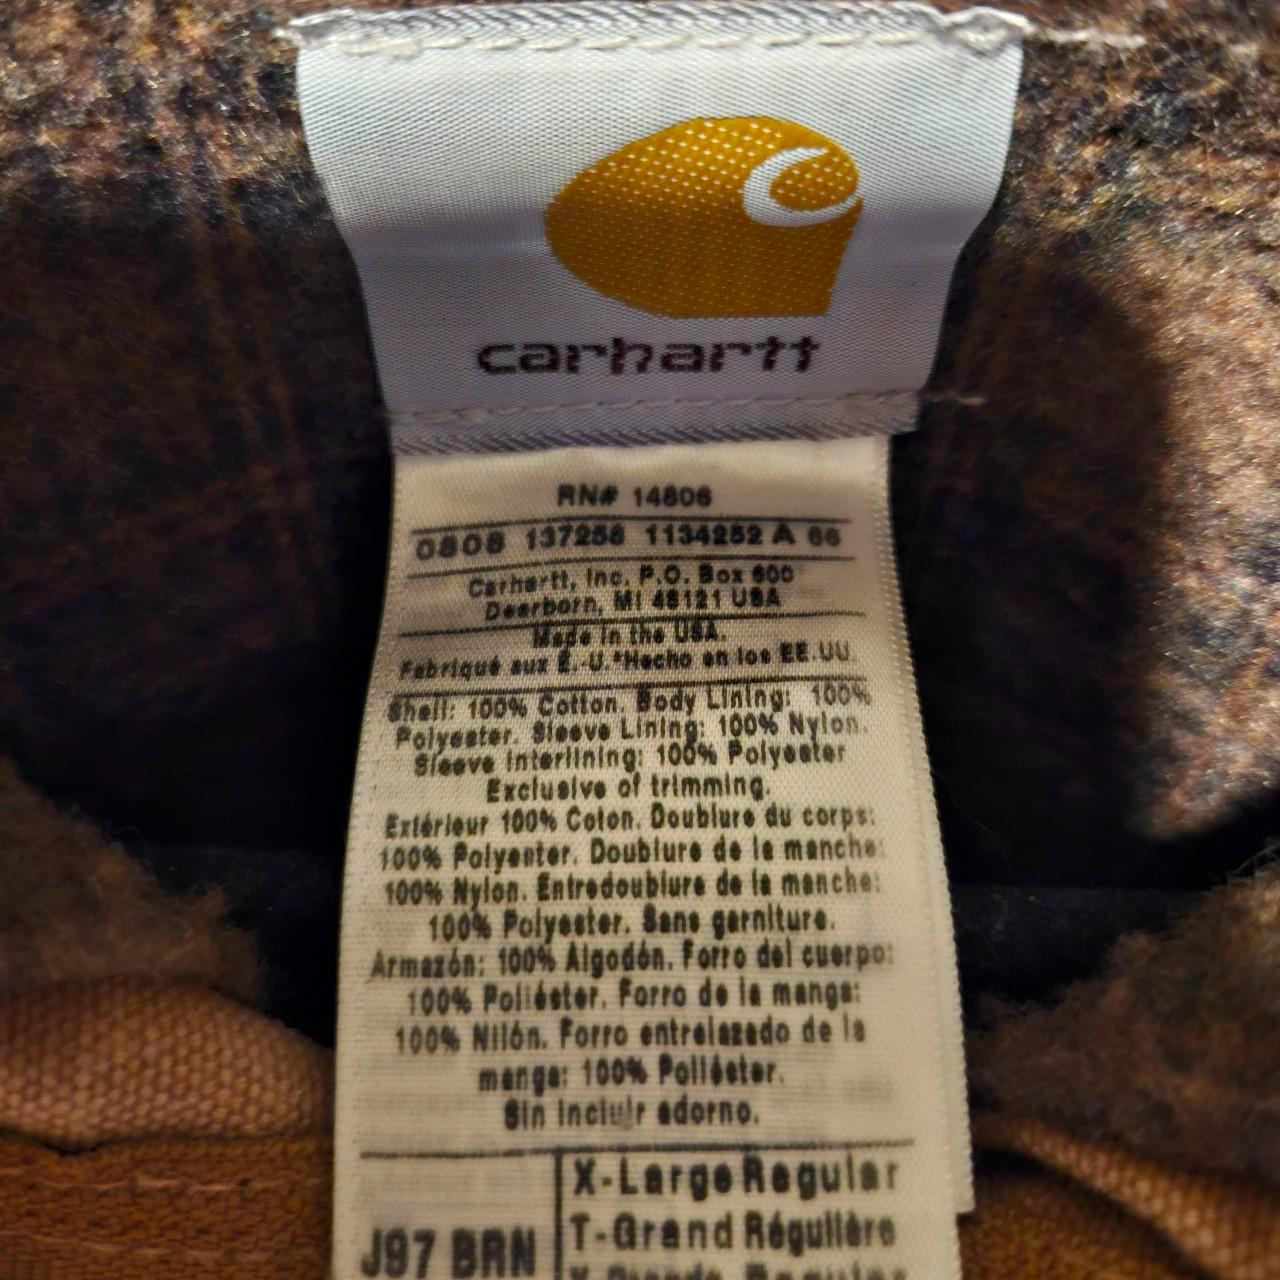 carhartt
RN# 14806
0808 137258 1134252 A 66
Carhartt, Inc. P.O. Box 600
Dearborn, MI 48121 USA
Made in the USA.
Fabriqué aux É.-U.*Hecho en los EE.UU.
Shell: 100% Cotton. Body Lining: 100%
Polyester. Sleeve Lining: 100% Nylon.
Sleeve interlining: 100% Polyester
Exclusive of trimming.
Extérieur 100% Coton. Doublure du corps:
100% Polyenter. Doublure de la manche:
100% Nylon. Entredoublure de la manche:
100% Polyester. Sans garniture.
Armazón: 100% Algodón. Forro del cuerpo:
100% Poliéster. Forro de la manga:
100% Nilón. Forro entrelazado de la
manga: 100% Poliéster.
Sin incluir adorno.
X-Large Regular
J97 BRN T-Grand Régulière